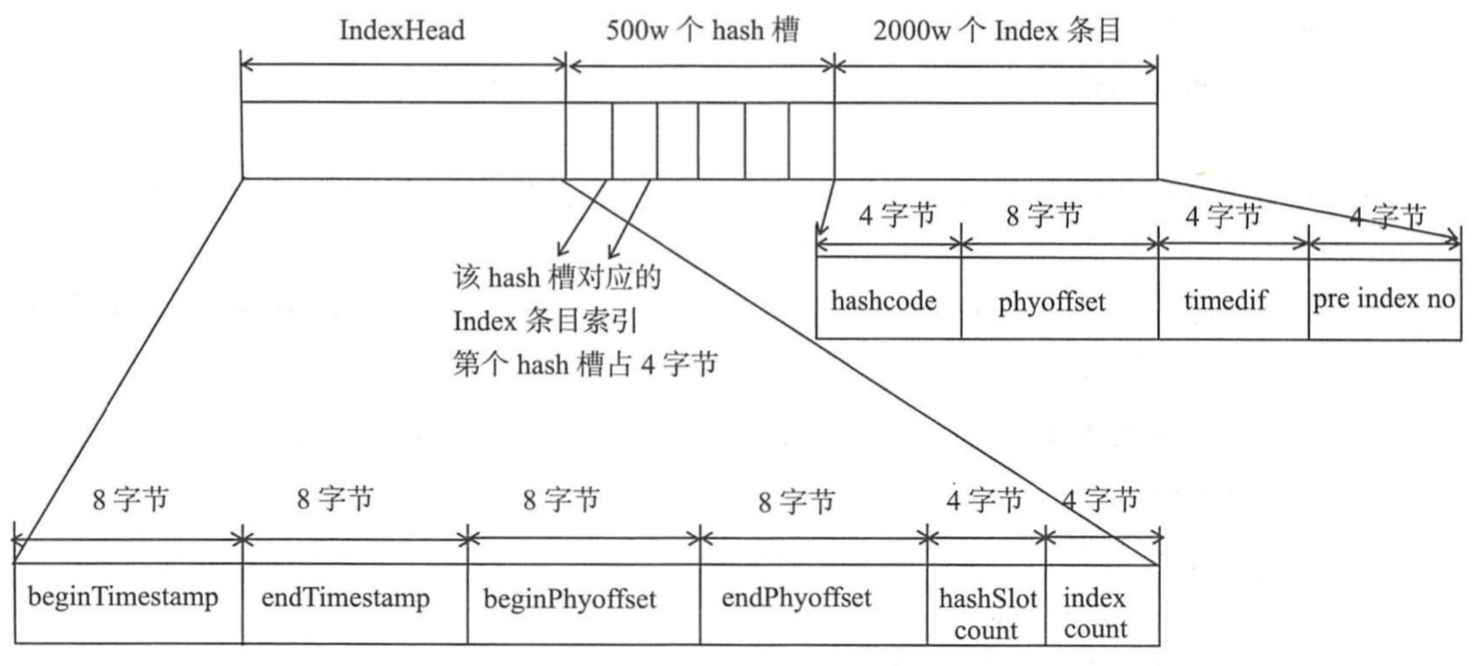 IndexHead
500w 个 hash 槽
2000w 个 Index 条目
4 字节
8 字节
4 字节
4 字节
hashcode
phyoffset
timedif
pre index no
该 hash 槽对应的
Index 条目索引
第个 hash 槽占 4 字节
8 字节
8 字节
8 字节
8 字节
4 字节
4 字节
beginTimestamp
endTimestamp
beginPhyoffset
endPhyoffset
hashSlot
count
index
count